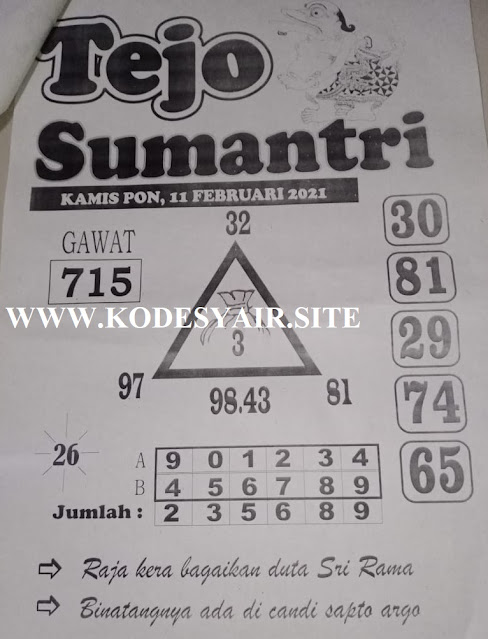 Tejo
Sumantri
KAMIS PON, 11 FEBRUARI 2021
GAWAT
715
32
3
97
98.43
81
30
81
29
74
65
WWW.KODESYAIR.SITE
26
A 9 0 1 2 3 4
B 4 5 6 7 8 9
Jumlah : 2 3 5 6 8 9
Raja kera bagaikan duta Sri Rama
Binatangnya ada di candi sapto argo